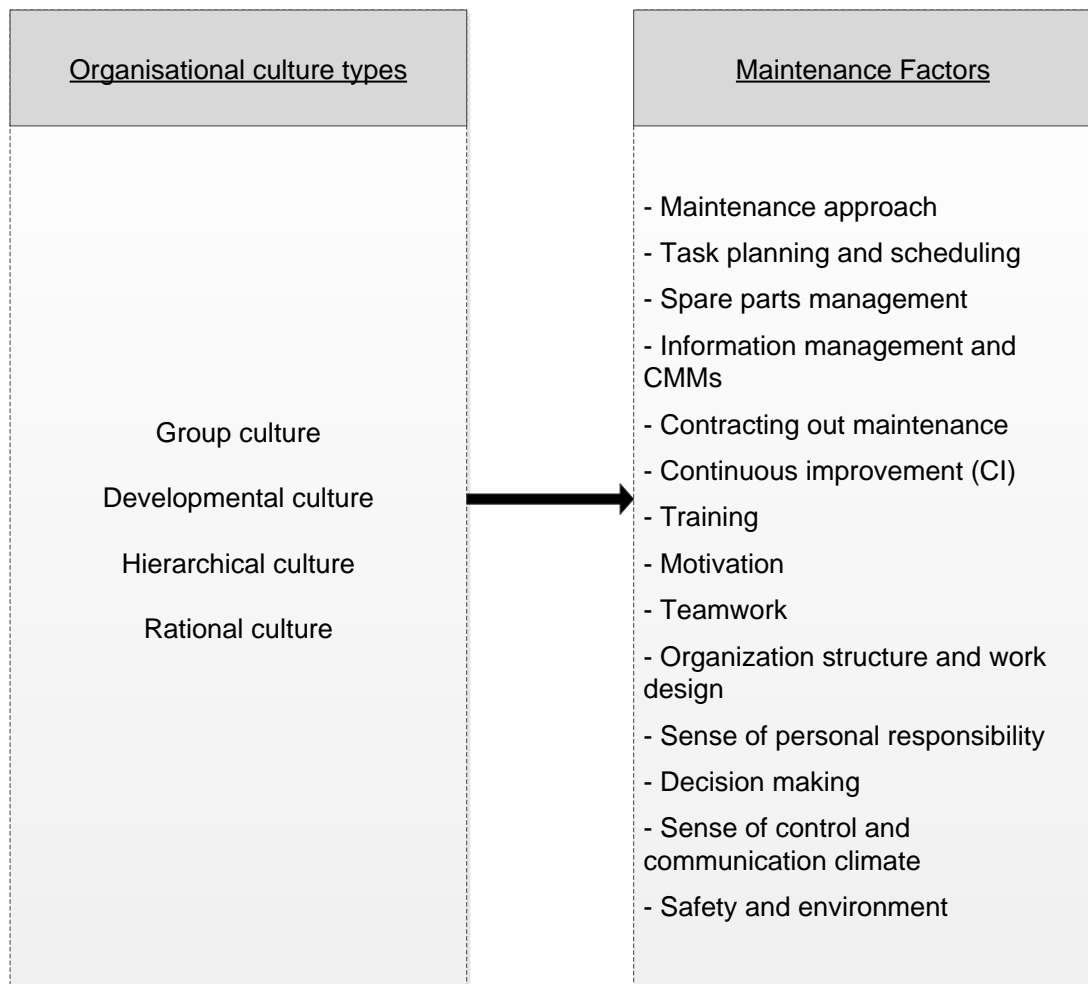 Organisational culture types
Group culture
Developmental culture
Hierarchical culture
Rational culture
Maintenance Factors
- Maintenance approach
- Task planning and scheduling
- Spare parts management
- Information management and
CMMs
- Contracting out maintenance
- Continuous improvement (CI)
- Training
- Motivation
- Teamwork
- Organization structure and work
design
- Sense of personal responsibility
- Decision making
- Sense of control and
communication climate
- Safety and environment